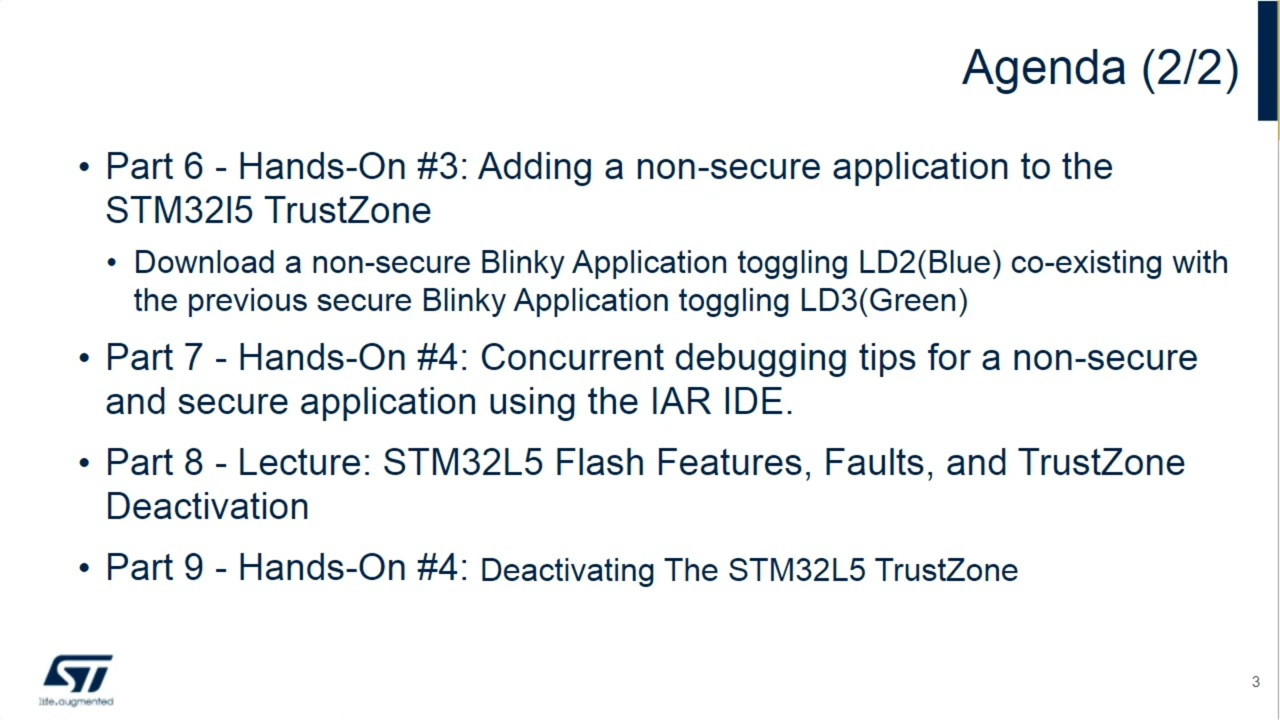 Agenda (2/2)
• Part 6 - Hands-On #3: Adding a non-secure application to the
STM32l5 TrustZone
• Download a non-secure Blinky Application toggling LD2(Blue) co-existing with
the previous secure Blinky Application toggling LD3(Green)
• Part 7 - Hands-On #4: Concurrent debugging tips for a non-secure
and secure application using the IAR IDE.
• Part 8 - Lecture: STM32L5 Flash Features, Faults, and TrustZone
Deactivation
• Part 9 - Hands-On #4: Deactivating The STM32L5 TrustZone
ST
life.augmented
3